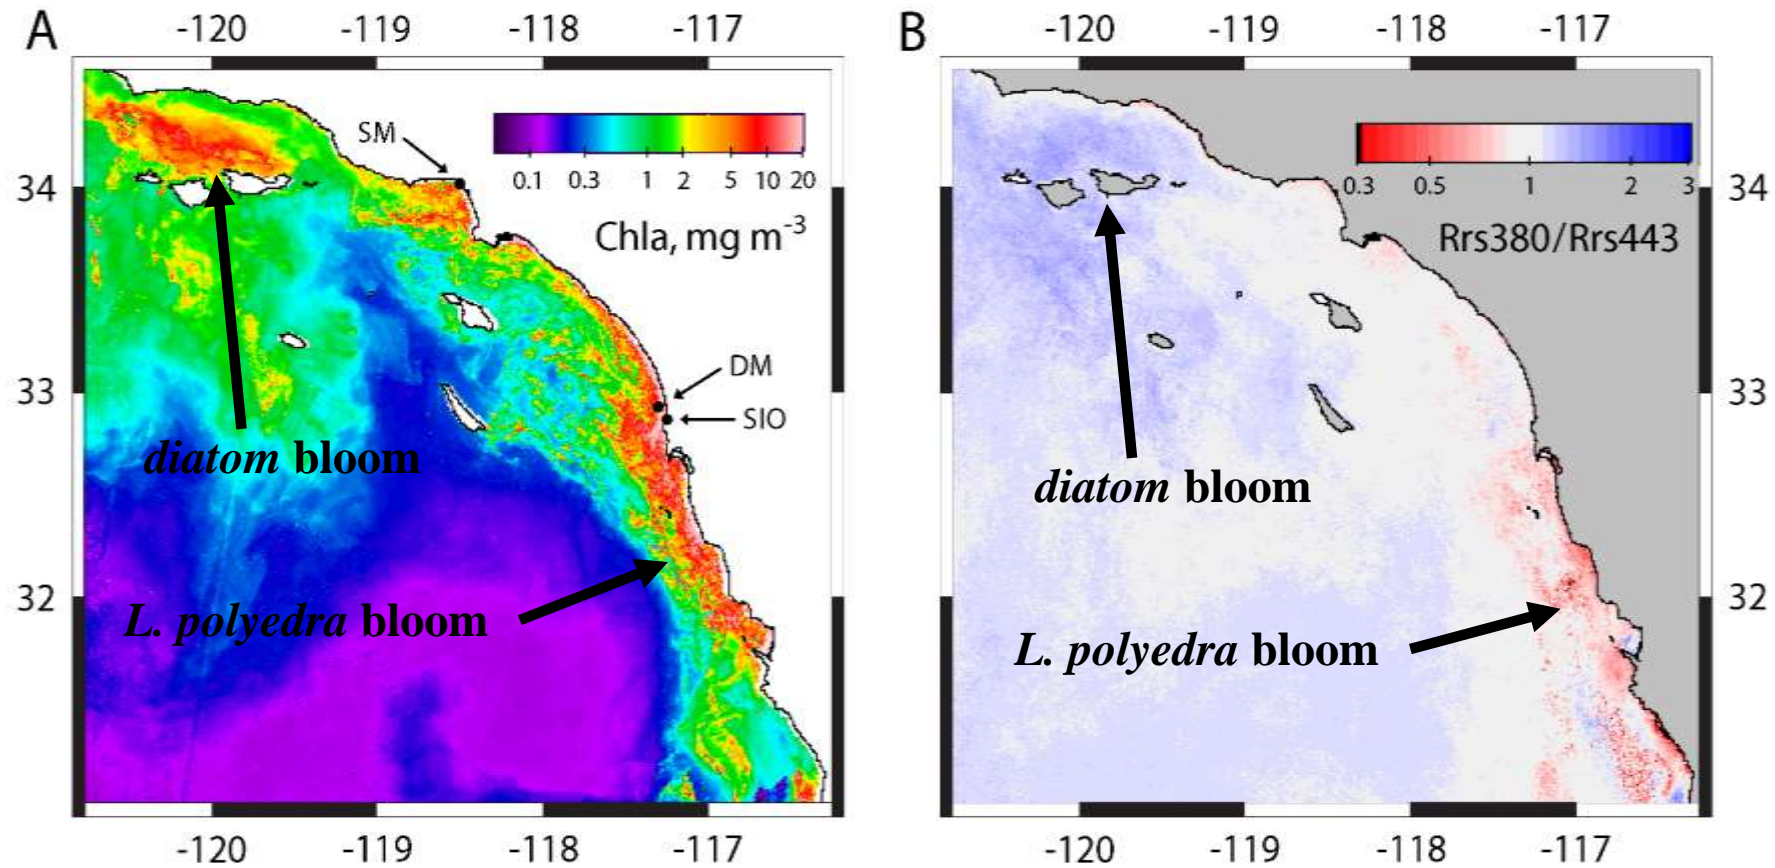 A
-120 -119 -118 -117
SM
0.1 0.3 1 2 5 10 20
Chla, mg m⁻³
34
33
32
DM
SIO
diatom bloom
L. polyedra bloom
-120 -119 -118 -117
B
-120 -119 -118 -117
0.3 0.5 1 2 3
Rrs380/Rrs443
34
33
32
diatom bloom
L. polyedra bloom
-120 -119 -118 -117